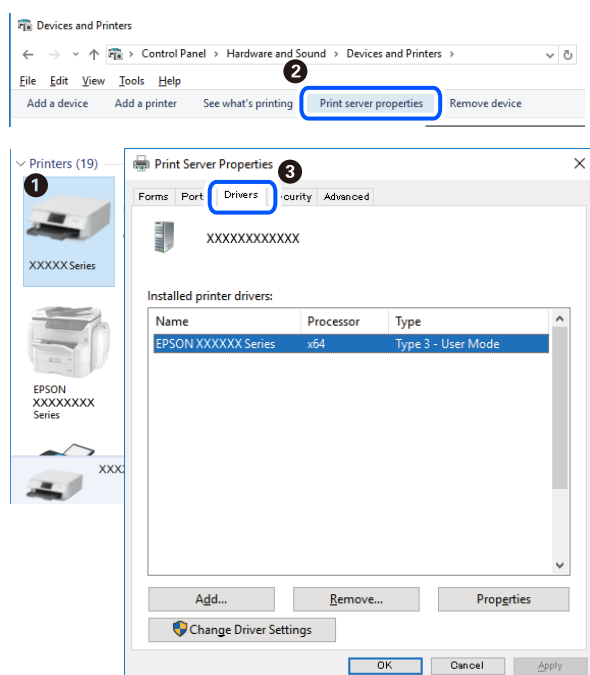 Devices and Printers
Control Panel > Hardware and Sound > Devices and Printers >
2
File Edit View Tools Help
Add a device Add a printer See what's printing Print server properties Remove device
Printers (19)
1
XXXXX Series
EPSON
XXXXXXXX
Series
XXX
Print Server Properties
3
Forms Port Drivers curity Advanced
XXXXXXXXXXXX
Installed printer drivers:
Name Processor Type
EPSON XXXXXX Series x64 Type 3 - User Mode
Add... Remove... Properties
Change Driver Settings
OK Cancel Apply